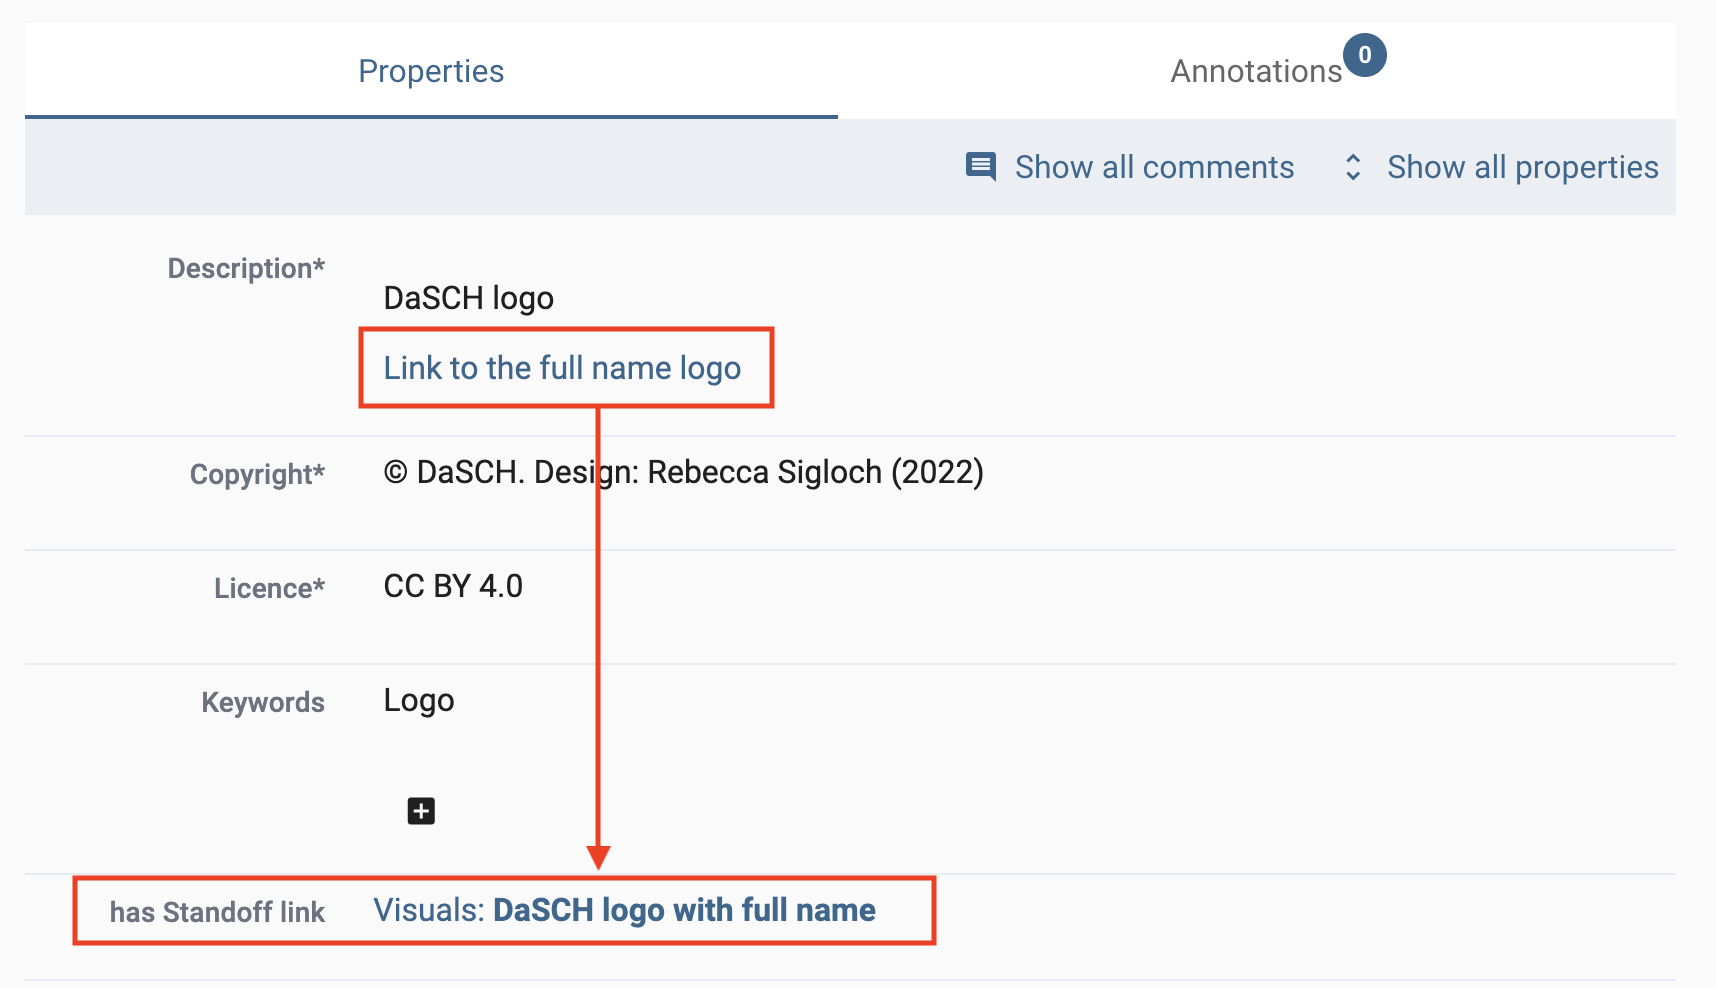 Properties
Annotations 0
Show all comments Show all properties
Description*
DaSCH logo
Link to the full name logo
Copyright* © DaSCH. Design: Rebecca Sigloch (2022)
Licence* CC BY 4.0
Keywords Logo
has Standoff link Visuals: DaSCH logo with full name